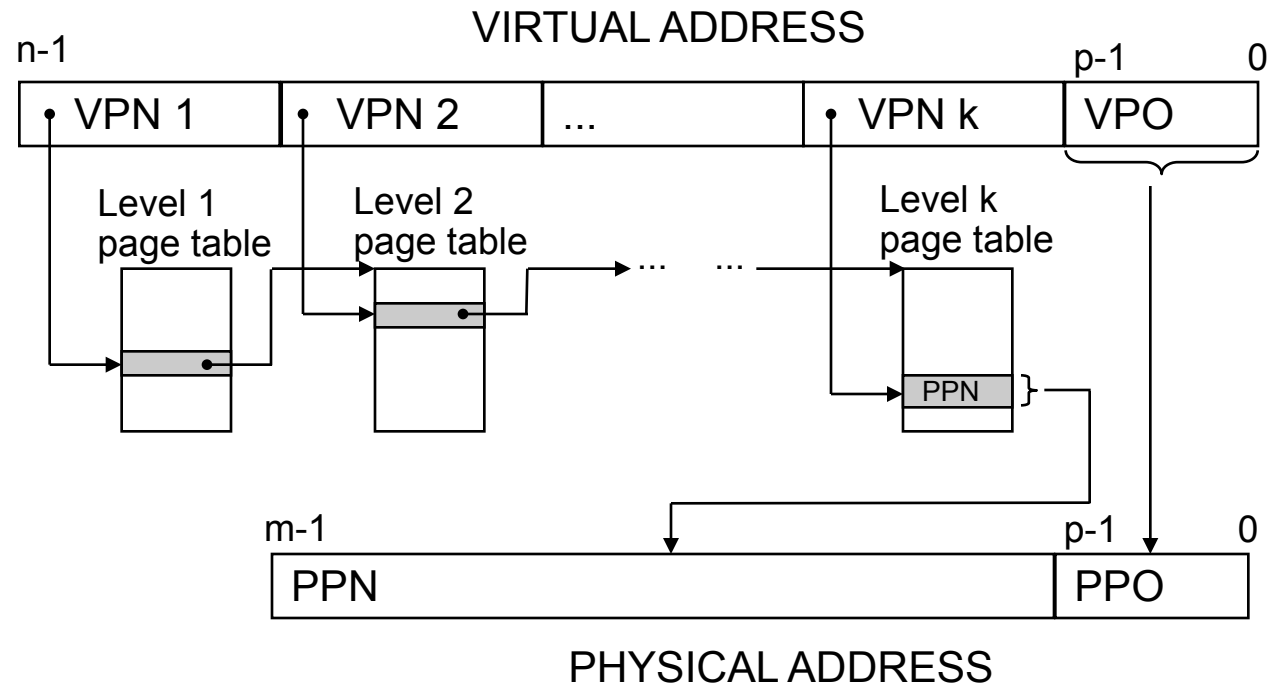 VIRTUAL ADDRESS
n-1
p-1
0
VPN 1
VPN 2
...
VPN k
VPO
Level 1
page table
Level 2
page table
Level k
page table
...
...
PPN
m-1
p-1
0
PPN
PPO
PHYSICAL ADDRESS